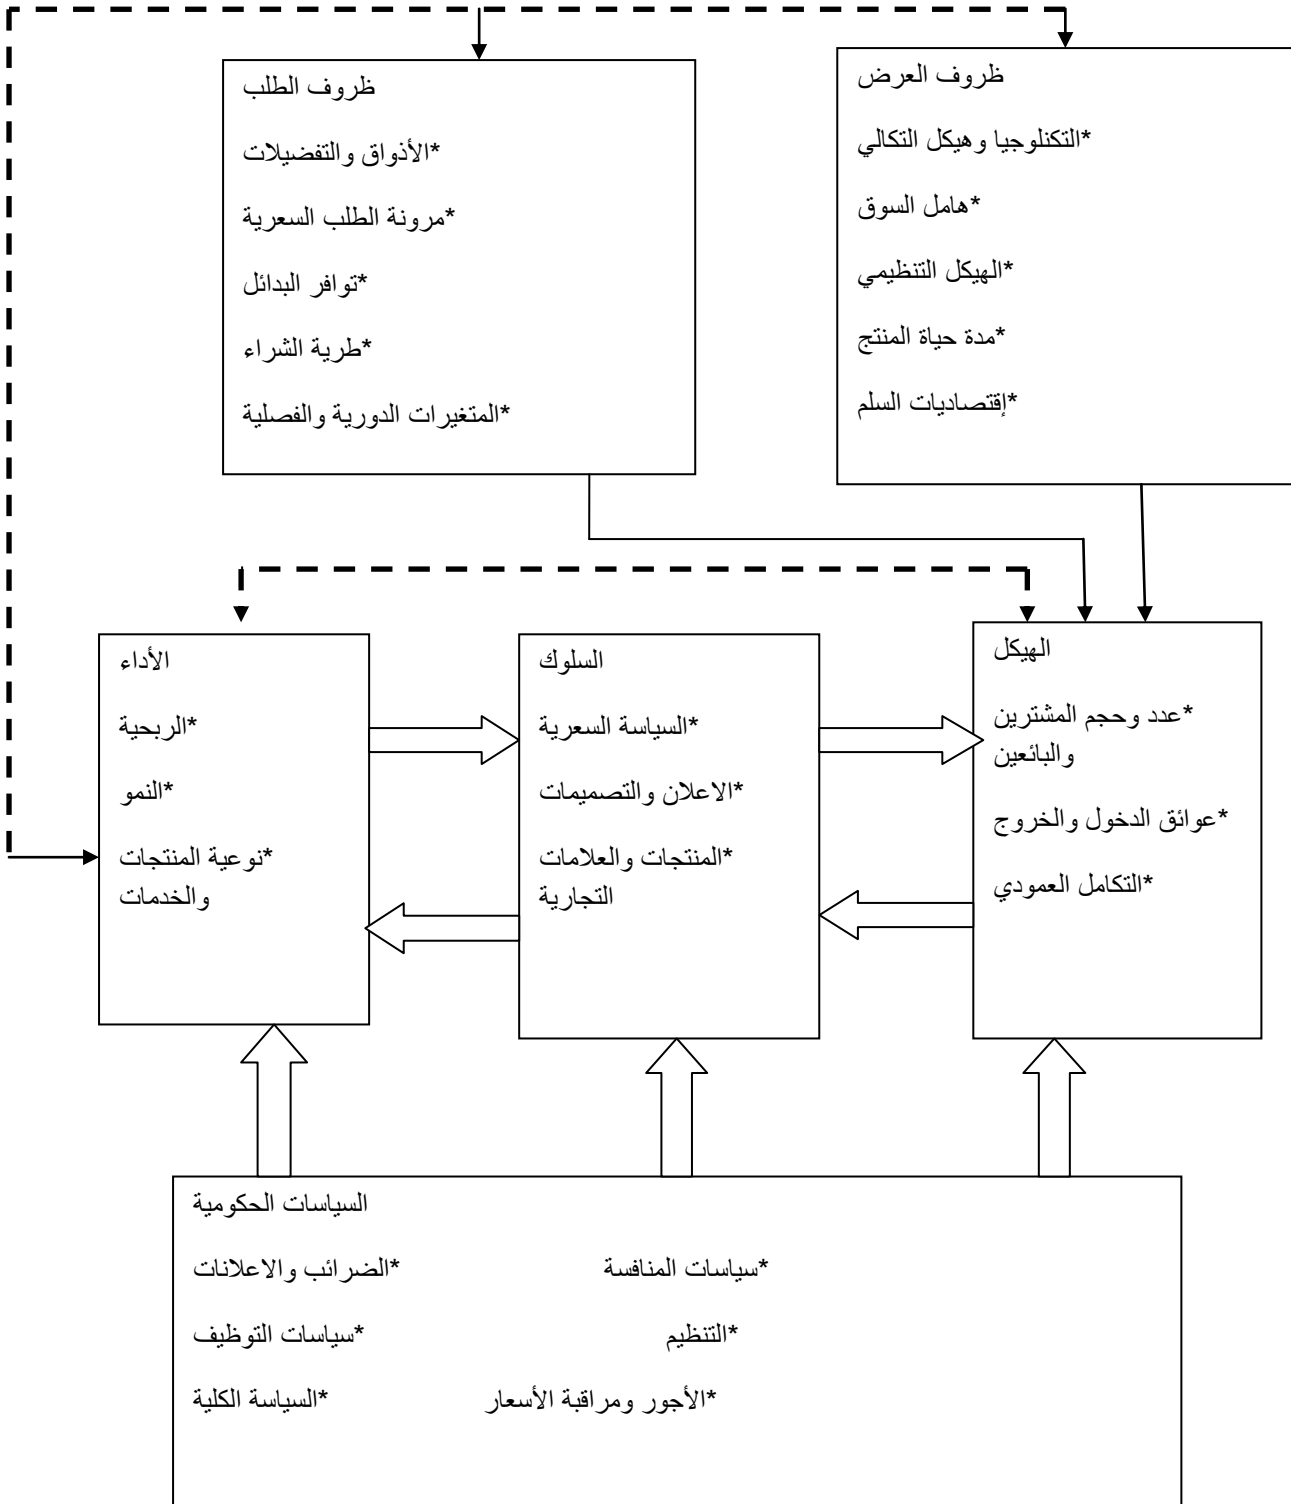 ظروف العرض
*التكنلوجيا وهيكل التكالي
*هامل السوق
*الهيكل التنظيمي
*مدة حياة المنتج
*إقتصاديات السلم
ظروف الطلب
*الأذواق والتفضيلات
*مرونة الطلب السعرية
*توافر البدائل
*طرية الشراء
*المتغيرات الدورية والفصلية
الهيكل
*عدد وحجم المشترين
والبائعين
*عوائق الدخول والخروج
*التكامل العمودي
السلوك
*السياسة السعرية
*الاعلان والتصميمات
*المنتجات والعلامات
التجارية
الأداء
*الربحية
*النمو
*نوعية المنتجات
والخدمات
السياسات الحكومية
*سياسات المنافسة *الضرائب والاعلانات
*التنظيم *سياسات التوظيف
*الأجور ومراقبة الأسعار *السياسة الكلية